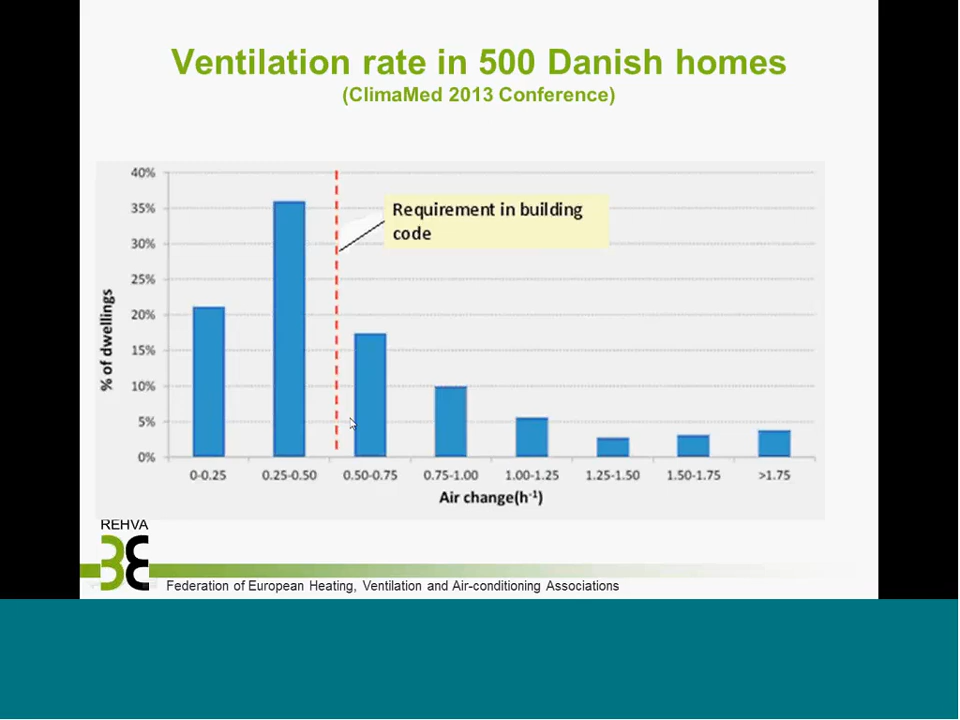 Ventilation rate in 500 Danish homes
(ClimaMed 2013 Conference)
40%
35%
30%
25%
20%
15%
10%
5%
0%
% of dwellings
Requirement in building
code
0-0.25 0.25-0.50 0.50-0.75 0.75-1.00 1.00-1.25 1.25-1.50 1.50-1.75 >1.75
Air change(h⁻¹)
REHVA
Federation of European Heating, Ventilation and Air-conditioning Associations